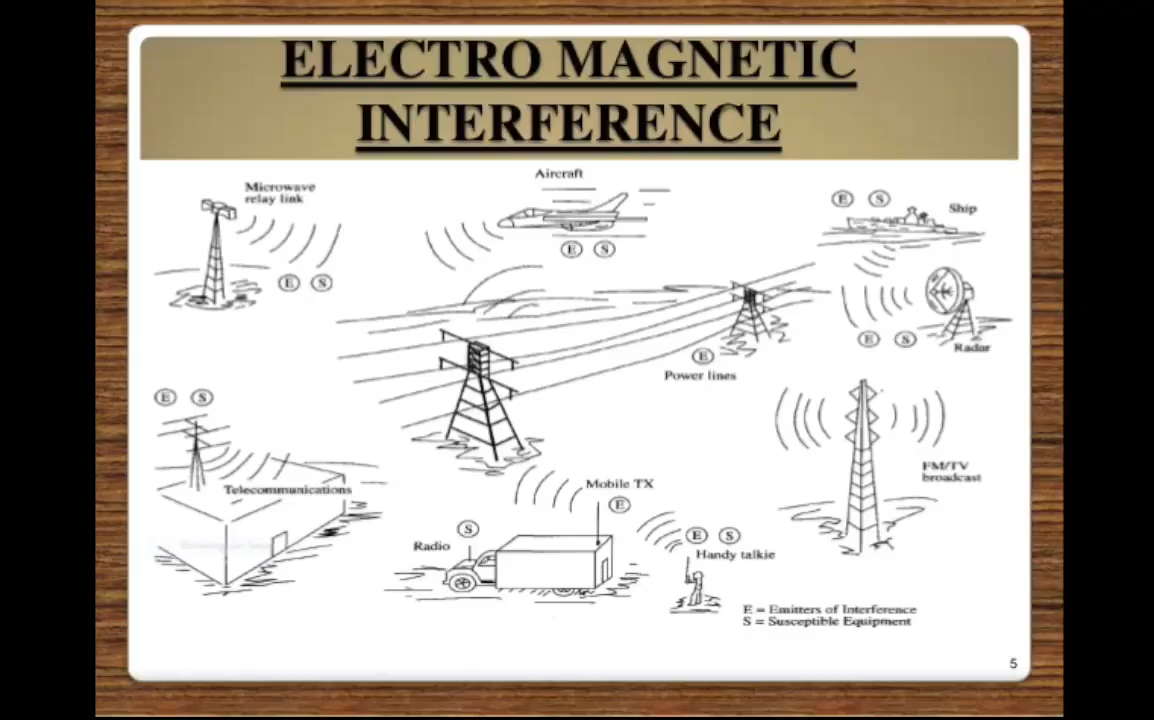 ELECTRO MAGNETIC
INTERFERENCE
Aircraft
Microwave
relay link
E S
Ship
E S
E S
E S
Radar
E
Power lines
E S
Telecommunications
FM/TV
broadcast
Mobile TX
E
S
Radio
E S
Handy talkie
E = Emitters of Interference
S = Susceptible Equipment
5